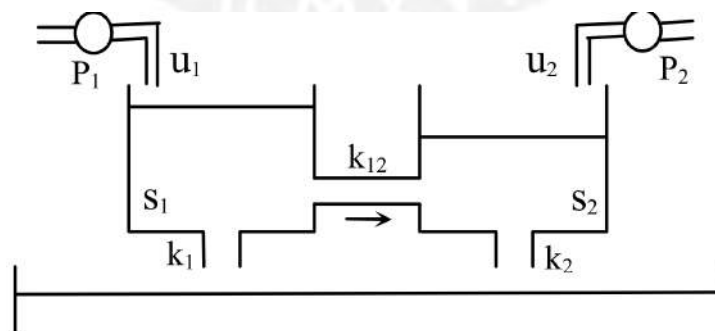 P₁ u₁ u₂ P₂
k₁₂
s₁ s₂
k₁ k₂